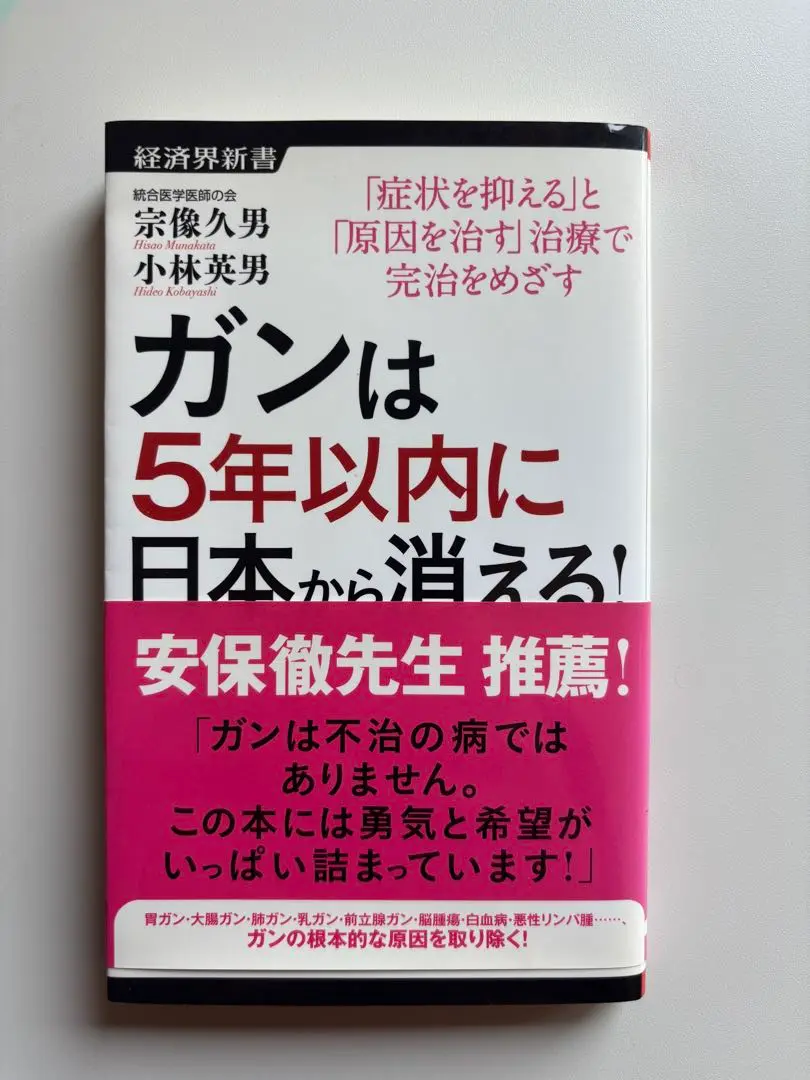 経済界新書
統合医学医師の会
宗像久男
Hisao Munakata
小林英男
Hideo Kobayashi
「症状を抑える」と
「原因を治す」治療で
完治をめざす
ガンは
5年以内に
日本から消える!
安保徹先生 推薦!
「ガンは不治の病では
ありません。
この本には勇気と希望が
いっぱい詰まっています!」
胃ガン・大腸ガン・肺ガン・乳ガン・前立腺ガン・脳腫瘍・白血病・悪性リンパ腫……、
ガンの根本的な原因を取り除く!